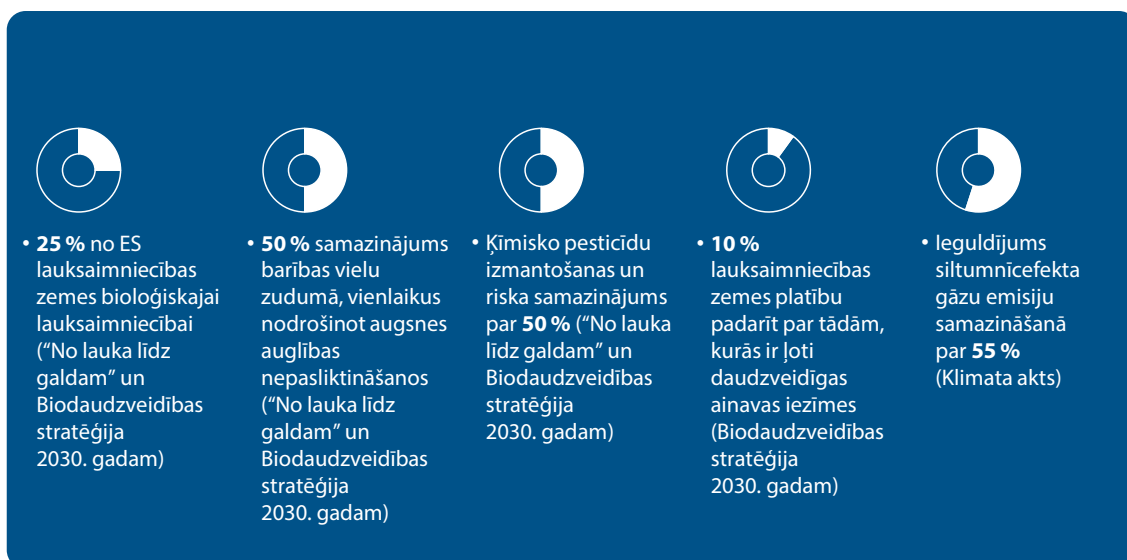 • 25 % no ES
lauksaimniecības
zemes bioloģiskajai
lauksaimniecībai
(“No lauka līdz
galdam” un
Biodaudzveidības
stratēģija
2030. gadam)
• 50 % samazinājums
barības vielu
zudumā, vienlaikus
nodrošinot augsnes
auglības
nepasliktināšanos
(“No lauka līdz
galdam” un
Biodaudzveidības
stratēģija
2030. gadam)
• Ķīmisko pesticīdu
izmantošanas un
riska samazinājums
par 50 % (“No lauka
līdz galdam” un
Biodaudzveidības
stratēģija
2030. gadam)
• 10 %
lauksaimniecības
zemes platību
padarīt par tādām,
kurās ir ļoti
daudzveidīgas
ainavas iezīmes
(Biodaudzveidības
stratēģija
2030. gadam)
• Ieguldījums
siltumnīcefekta
gāzu emisiju
samazināšanā
par 55 %
(Klimata akts)